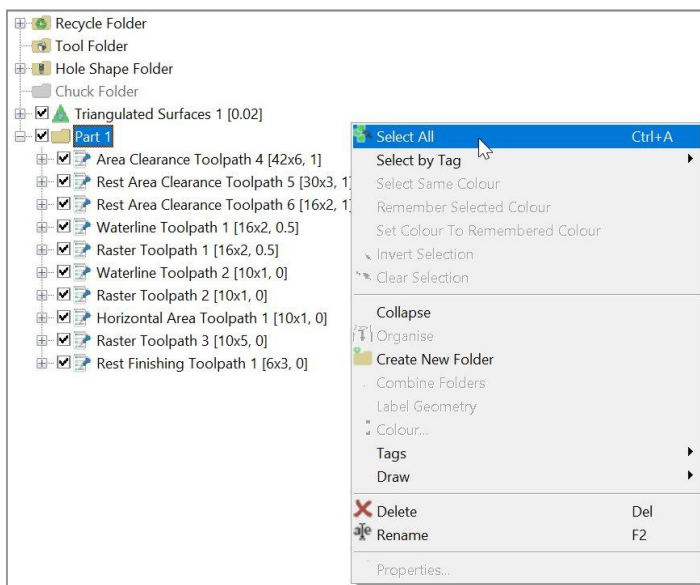 Recycle Folder
Tool Folder
Hole Shape Folder
Chuck Folder
Triangulated Surfaces 1 [0.02]
Part 1
Area Clearance Toolpath 4 [42x6, 1]
Rest Area Clearance Toolpath 5 [30x3, 1]
Rest Area Clearance Toolpath 6 [16x2, 1]
Waterline Toolpath 1 [16x2, 0.5]
Raster Toolpath 1 [16x2, 0.5]
Waterline Toolpath 2 [10x1, 0]
Raster Toolpath 2 [10x1, 0]
Horizontal Area Toolpath 1 [10x1, 0]
Raster Toolpath 3 [10x5, 0]
Rest Finishing Toolpath 1 [6x3, 0]
Select All Ctrl+A
Select by Tag
Select Same Colour
Remember Selected Colour
Set Colour To Remembered Colour
Invert Selection
Clear Selection
Collapse
Organise
Create New Folder
Combine Folders
Label Geometry
Colour...
Tags
Draw
Delete Del
Rename F2
Properties...